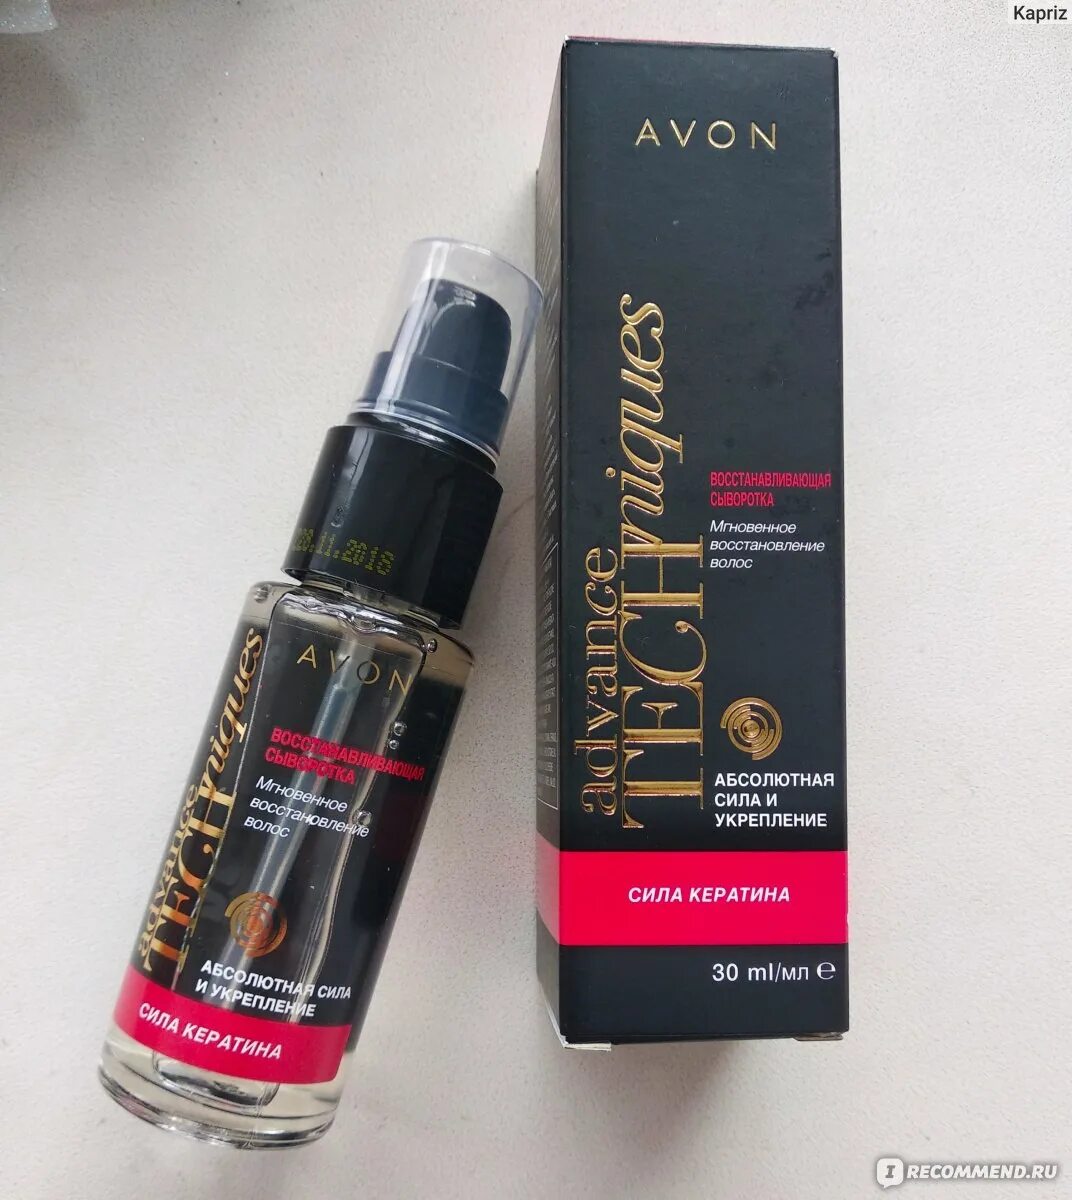 Kapriz
AVON
advance
TECHniques
ВОССТАНАВЛИВАЮЩАЯ
СЫВОРОТКА
Мгновенное
восстановление
волос
АБСОЛЮТНАЯ
СИЛА И
УКРЕПЛЕНИЕ
СИЛА КЕРАТИНА
30 ml/мл e
AVON
advance
TECHniques
ВОССТАНАВЛИВАЮЩАЯ
СЫВОРОТКА
Мгновенное
восстановление
волос
АБСОЛЮТНАЯ СИЛА
И УКРЕПЛЕНИЕ
СИЛА КЕРАТИНА
IRECOMMEND.RU